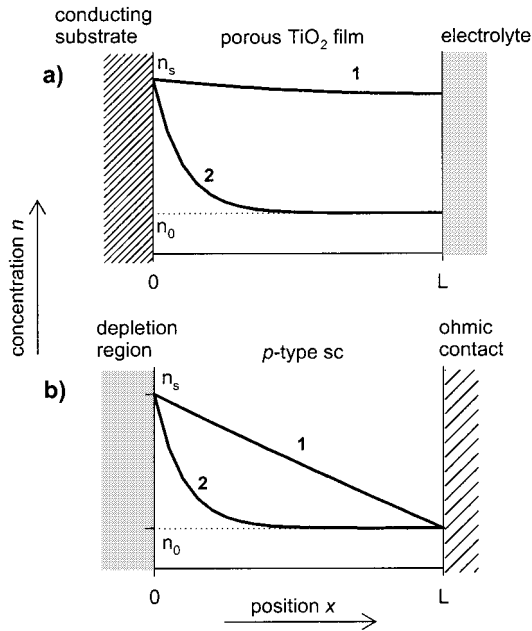 conducting
substrate
porous TiO₂ film
electrolyte
a)
nₛ
1
2
n₀
0
L
concentration n
depletion
region
p-type sc
ohmic
contact
b)
nₛ
1
2
n₀
0
L
position x